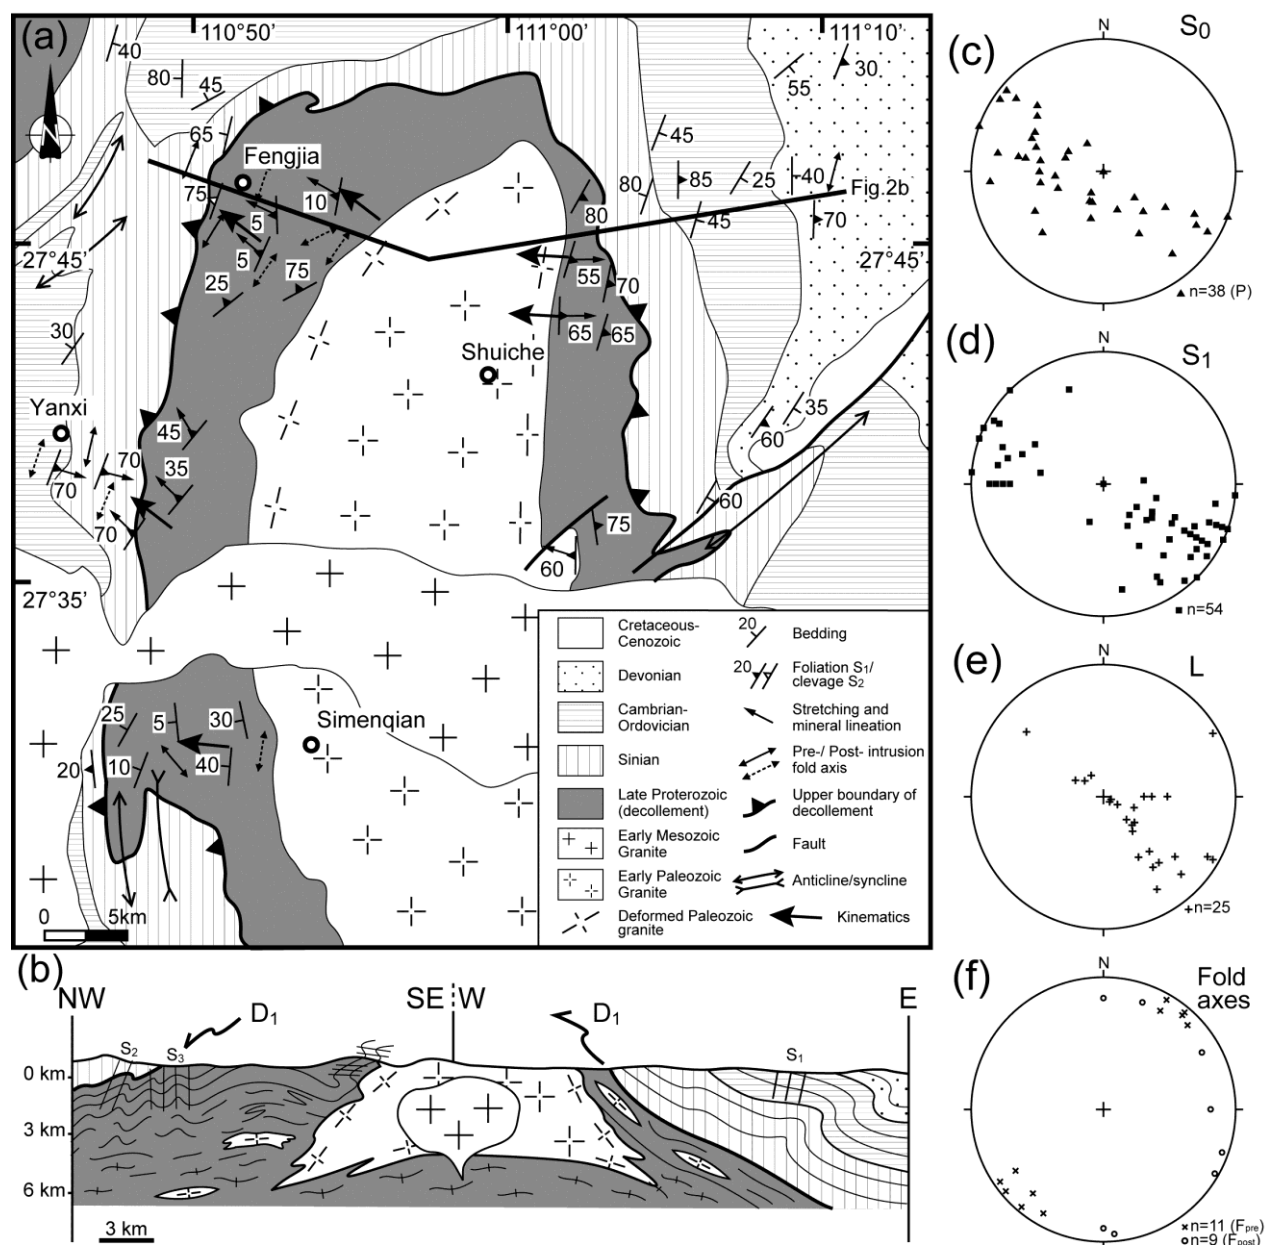 (a)
110°50′
111°00′
111°10′
40
80
45
55
30
65
Fengjia
45
75
10
80
85
25
40
Fig.2b
5
80
45
70
27°45′
27°45′
5
75
25
55
70
30
65
65
Shuiche
Yanxi
45
35
60
70
35
70
60
70
75
60
27°35′
25
5
30
Simenqian
20
10
40
0
5km
Cretaceous-
Cenozoic
Devonian
Cambrian-
Ordovician
Sinian
Late Proterozoic
(decollement)
Early Mesozoic
Granite
Early Paleozoic
Granite
Deformed Paleozoic
granite
20
Bedding
20
Foliation S₁/
clevage S₂
Stretching and
mineral lineation
Pre-/ Post- intrusion
fold axis
Upper boundary of
decollement
Fault
Anticline/syncline
Kinematics
N
(b)
NW
SE
W
E
D₁
D₁
S₂
S₃
S₁
0 km
3 km
6 km
3 km
(c)
N
S₀
n=38 (P)
(d)
N
S₁
n=54
(e)
N
L
n=25
(f)
N
Fold
axes
n=11 (Fpre)
n=9 (Fpost)